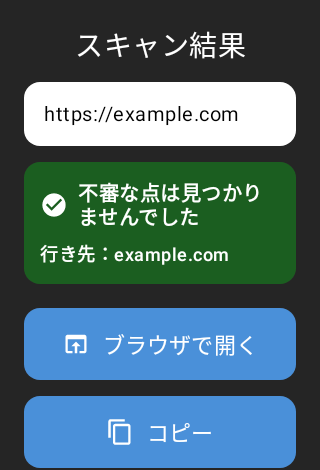 スキャン結果
https://example.com
不審な点は見つかり
ませんでした
行き先：example.com
ブラウザで開く
コピー